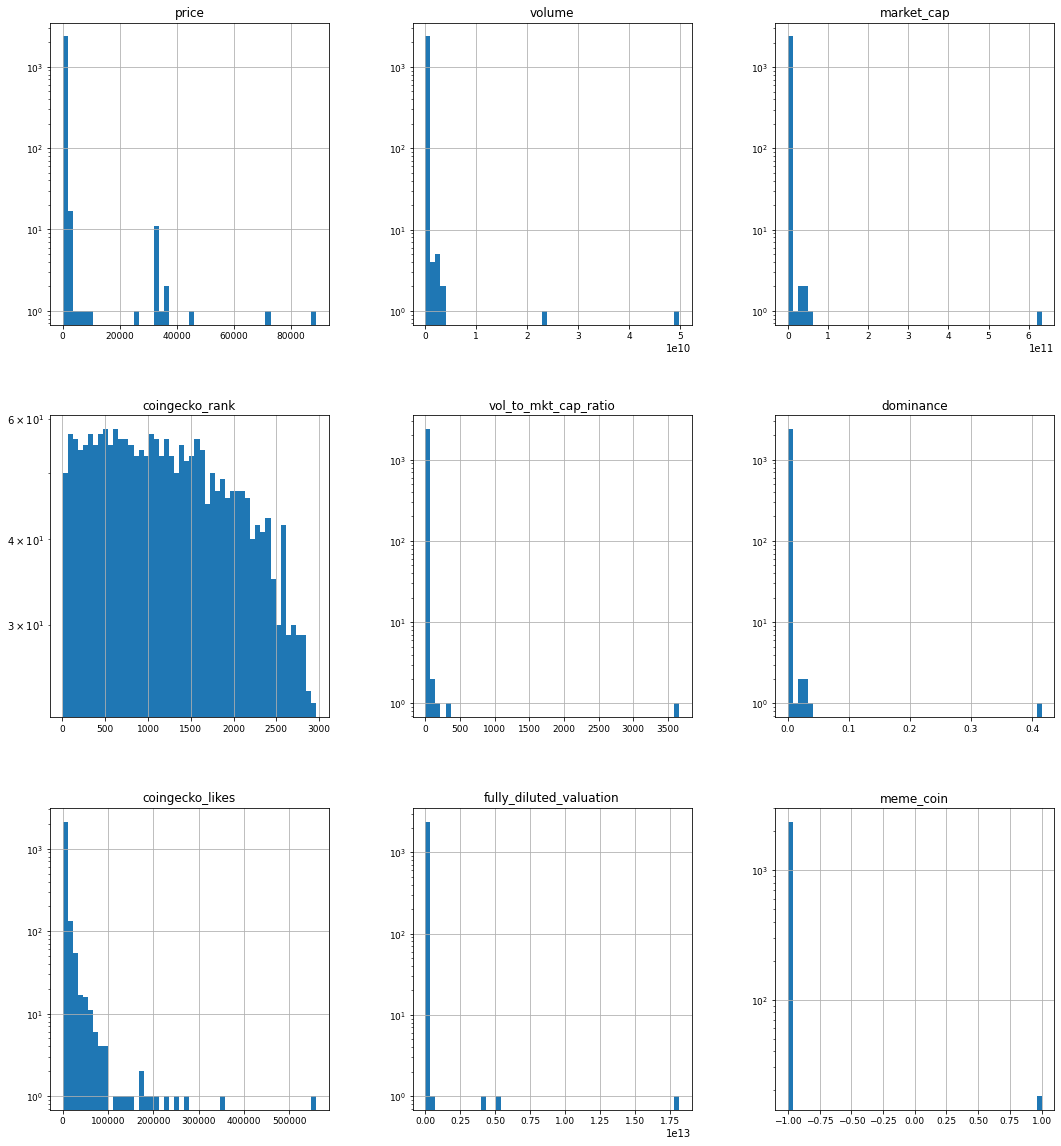 price
volume
market_cap
10³
10²
10¹
10⁰
10³
10²
10¹
10⁰
10³
10²
10¹
10⁰
0 20000 40000 60000 80000
0 1 2 3 4 5
0 1 2 3 4 5 6
1e10
1e11
coingecko_rank
vol_to_mkt_cap_ratio
dominance
6 × 10¹
4 × 10¹
3 × 10¹
10³
10²
10¹
10⁰
10³
10²
10¹
10⁰
0 500 1000 1500 2000 2500 3000
0 500 1000 1500 2000 2500 3000 3500
0.0 0.1 0.2 0.3 0.4
coingecko_likes
fully_diluted_valuation
meme_coin
10³
10²
10¹
10⁰
10³
10²
10¹
10⁰
10³
10²
0 100000 200000 300000 400000 500000
0.00 0.25 0.50 0.75 1.00 1.25 1.50 1.75
−1.00 −0.75 −0.50 −0.25 0.00 0.25 0.50 0.75 1.00
1e13